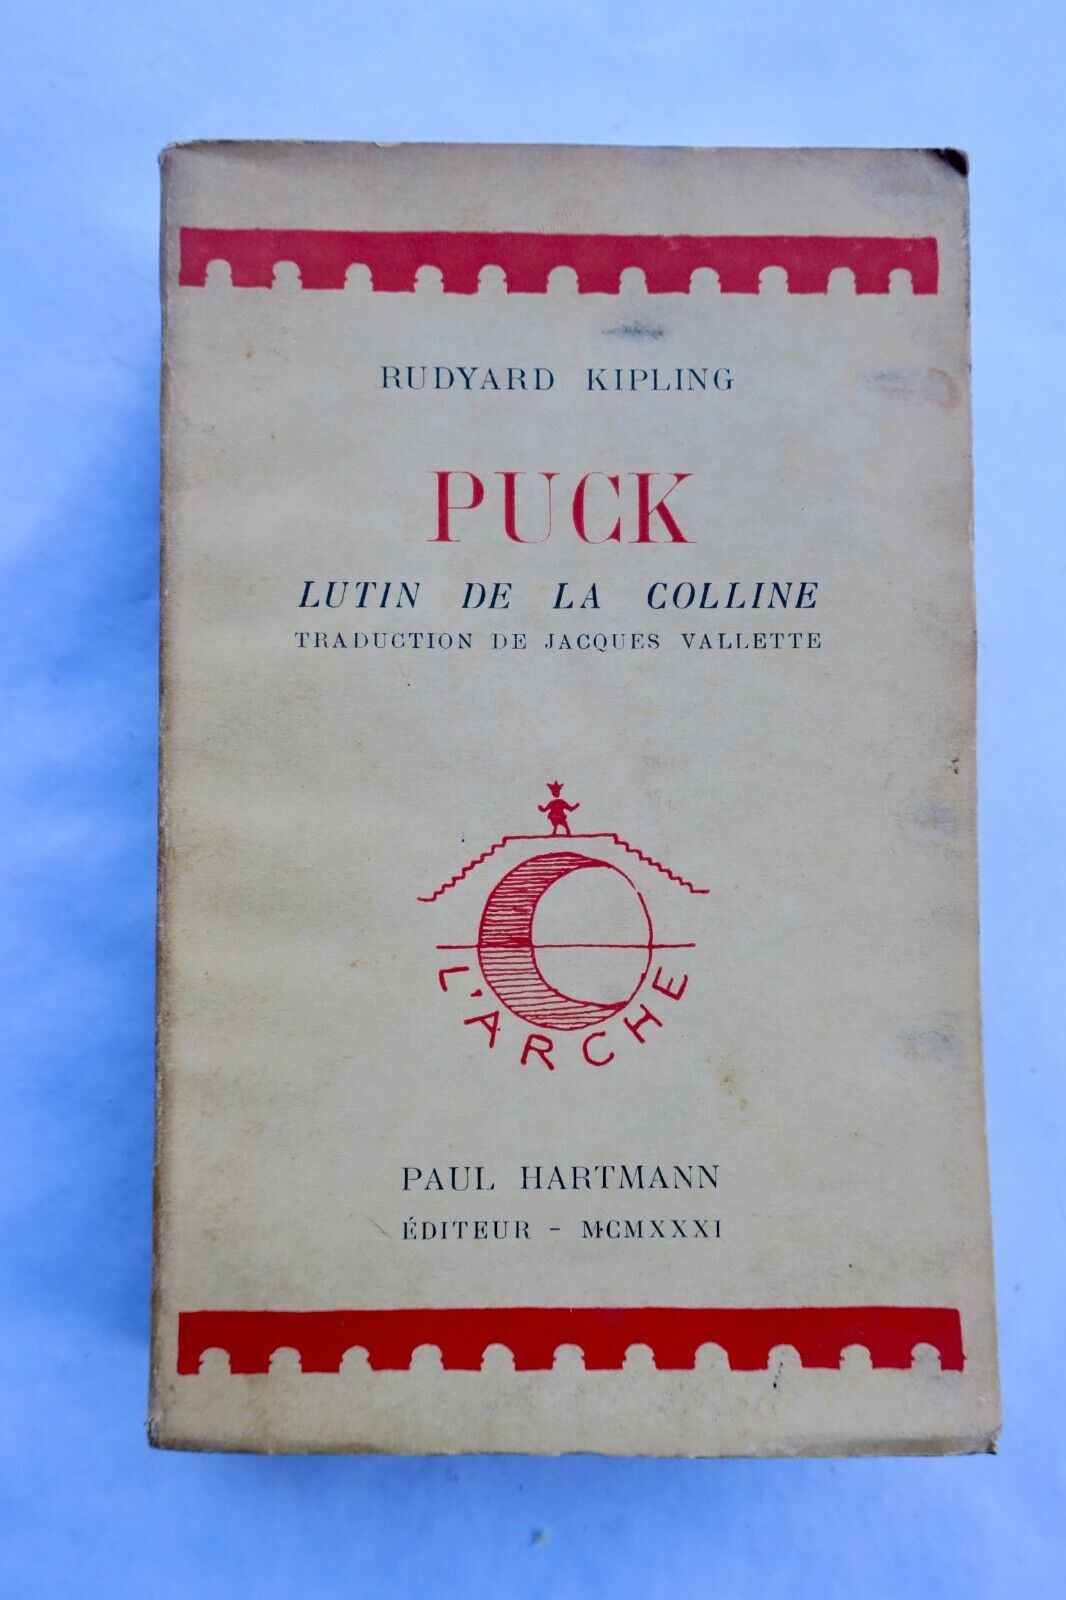 RUDYARD KIPLING
PUCK
LUTIN DE LA COLLINE
TRADUCTION DE JACQUES VALLETTE
L'ARCHE
PAUL HARTMANN
ÉDITEUR - MCMXXXI